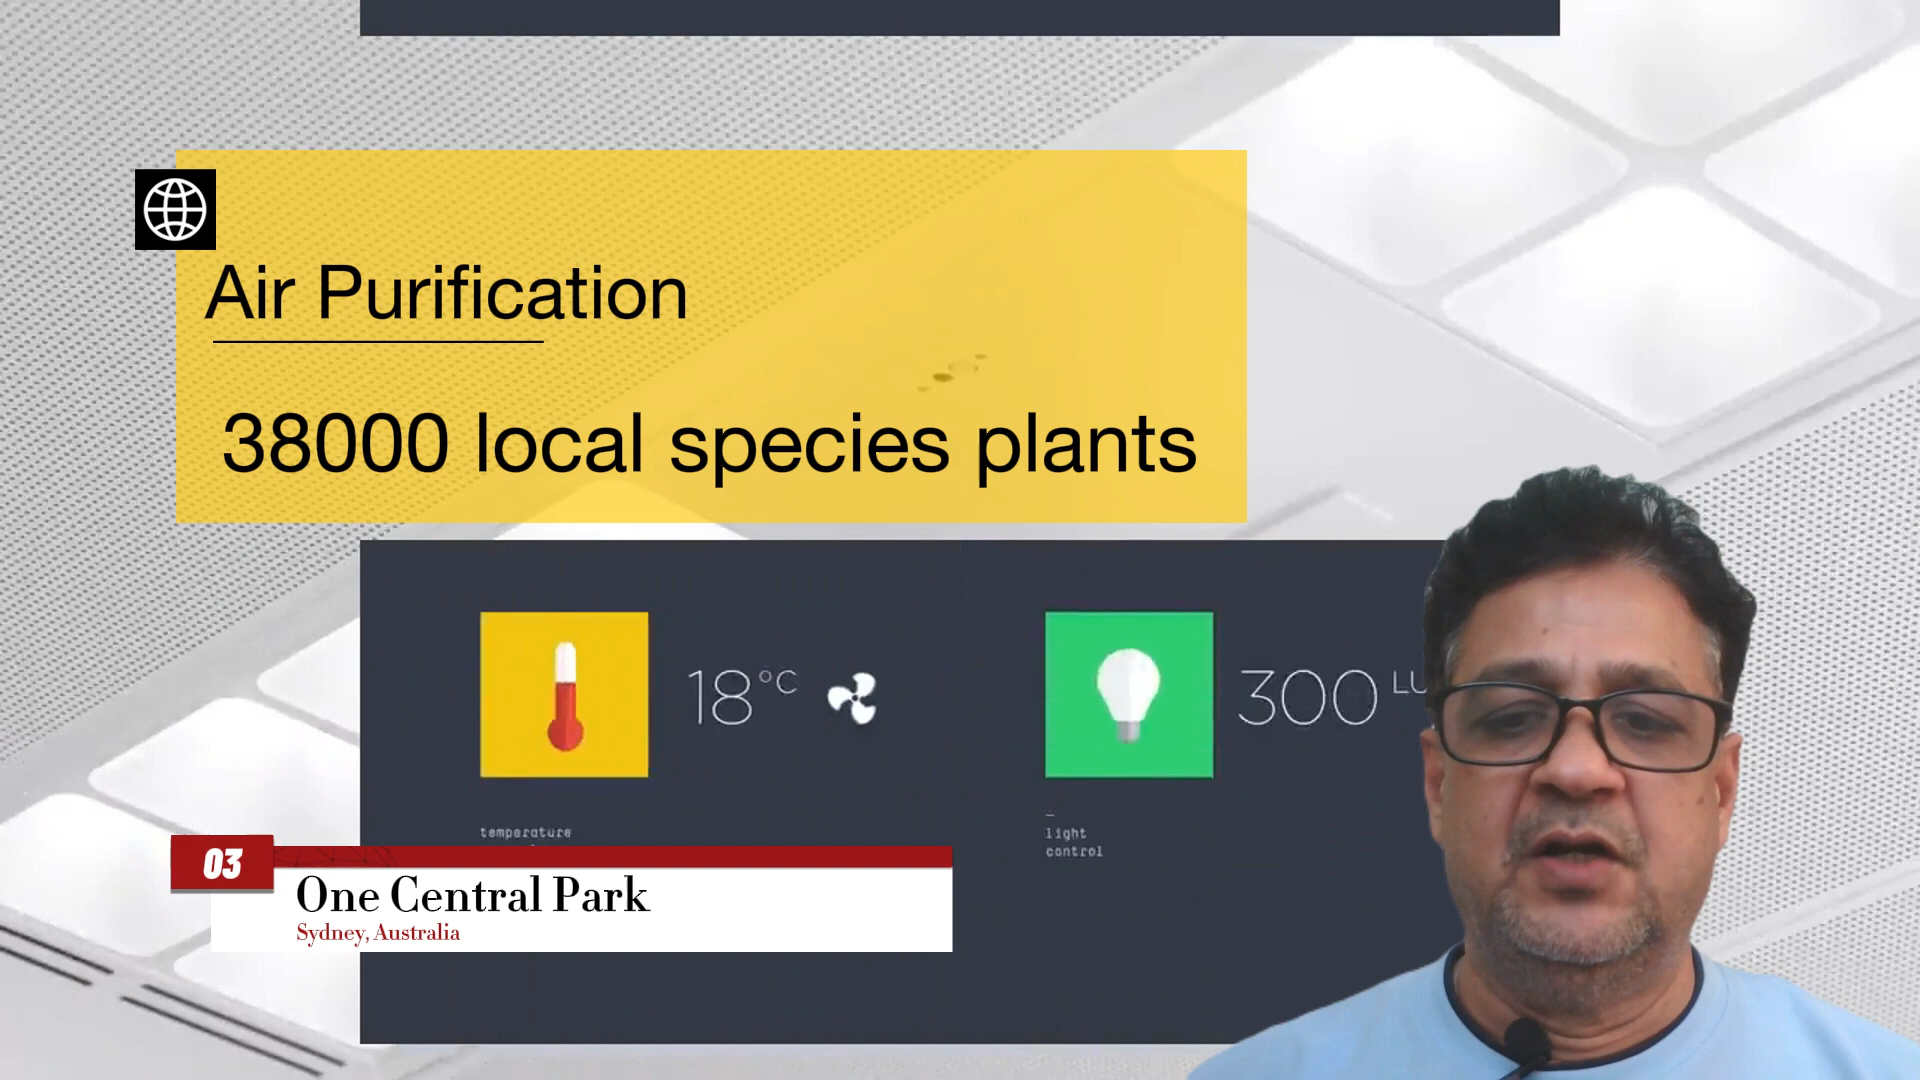 Air Purification
38000 local species plants
18°C
300 LU
temperature
light
control
03
One Central Park
Sydney, Australia